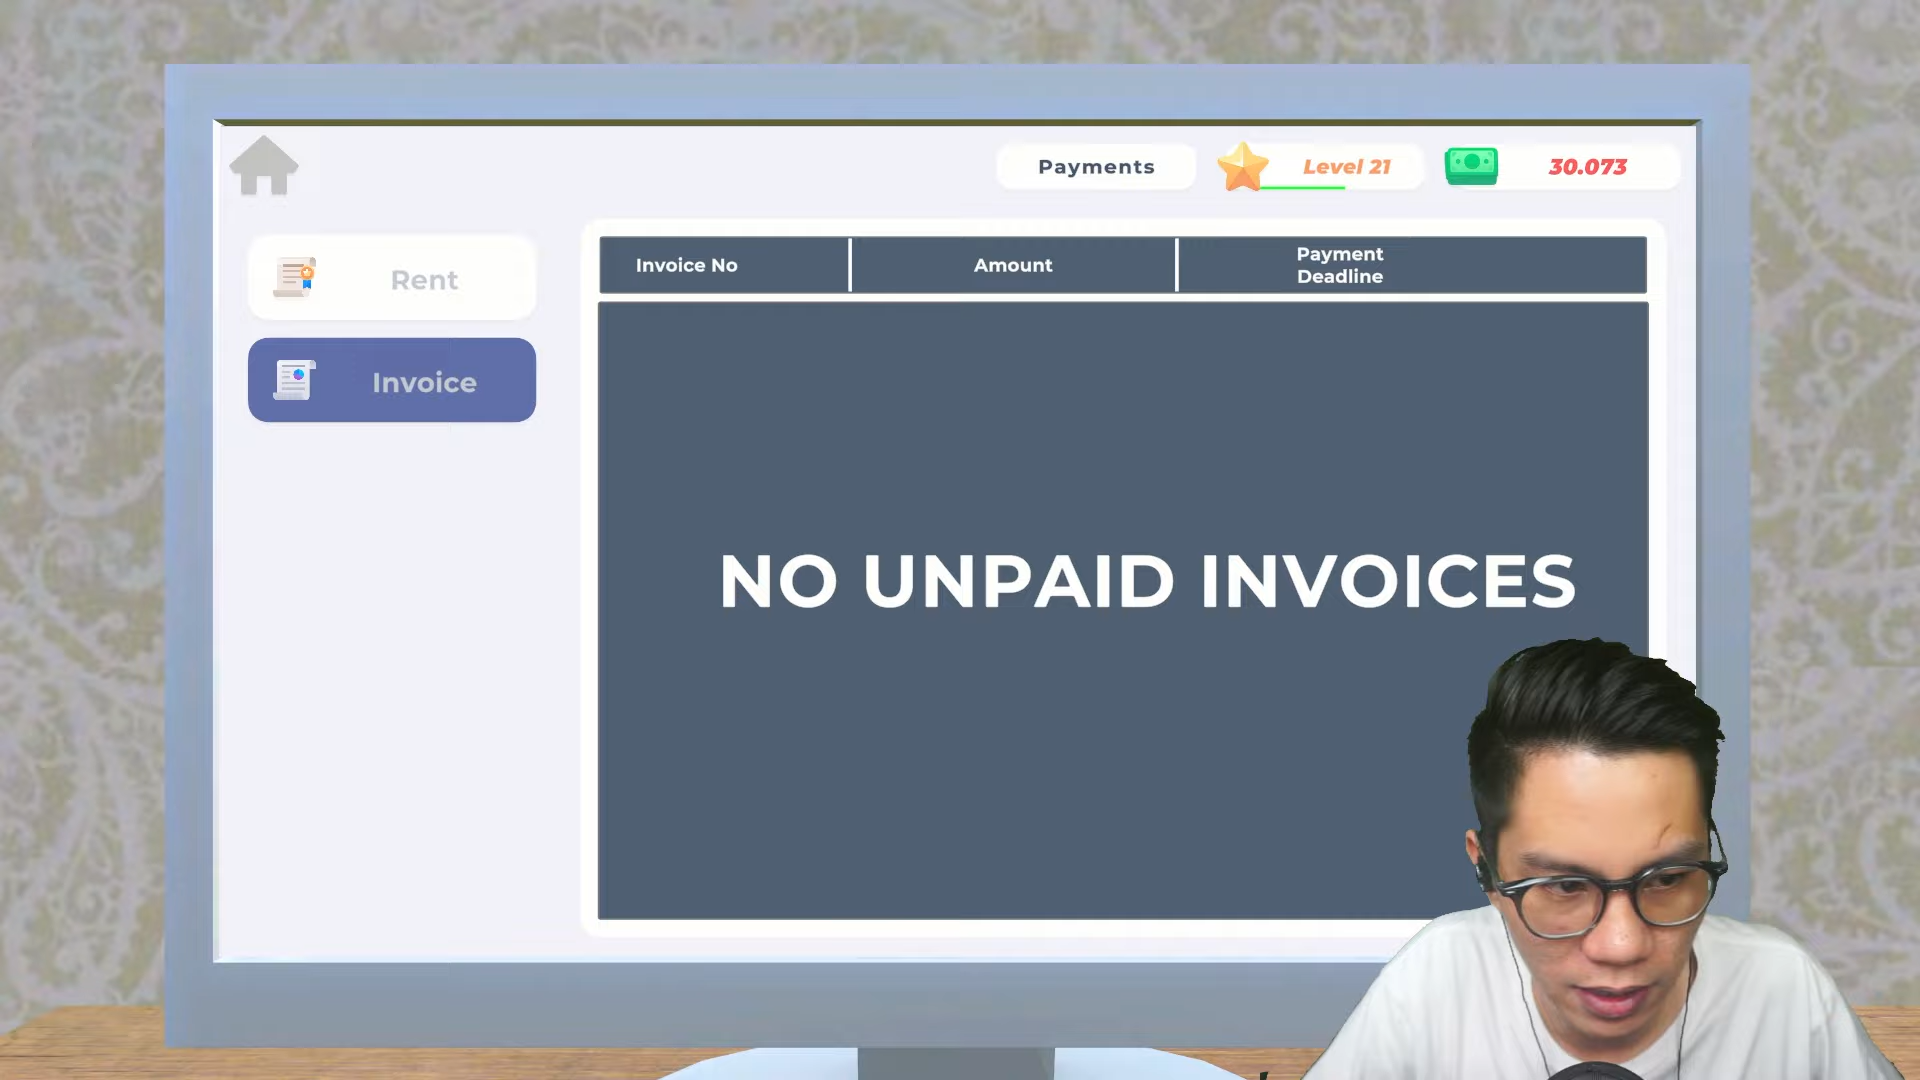 Payments
Level 21
30.073
Rent
Invoice
Invoice No
Amount
Payment
Deadline
NO UNPAID INVOICES